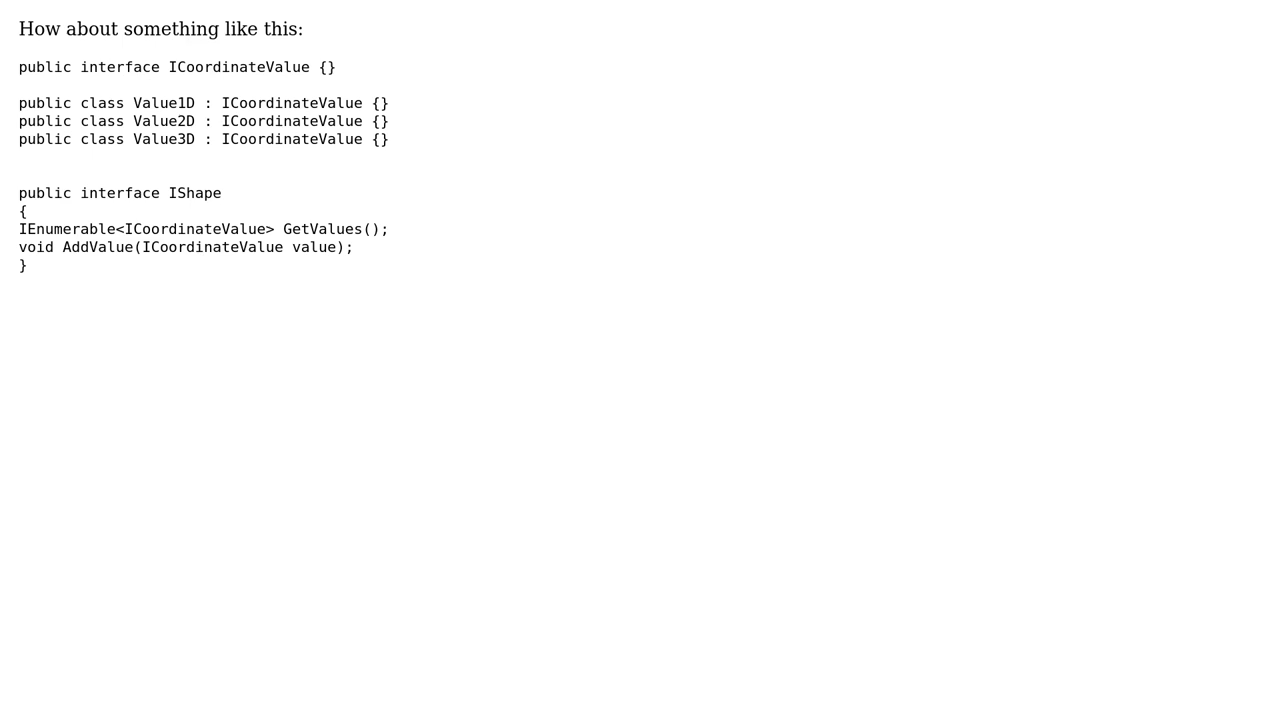 How about something like this:
public interface ICoordinateValue {}
public class Value1D : ICoordinateValue {}
public class Value2D : ICoordinateValue {}
public class Value3D : ICoordinateValue {}
public interface IShape
{
IEnumerable<ICoordinateValue> GetValues();
void AddValue(ICoordinateValue value);
}